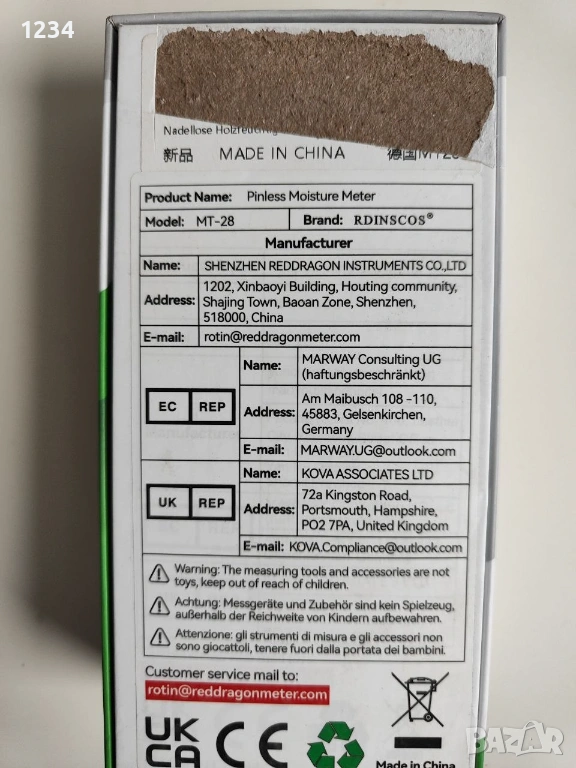 1234
Nadellose
新品 MADE IN CHINA
Product Name: Pinless Moisture Meter
Model: MT-28 Brand: RDINSCOS®
Manufacturer
Name: SHENZHEN REDDRAGON INSTRUMENTS CO.,LTD
Address: 1202, Xinbaoyi Building, Houting community,
Shajing Town, Baoan Zone, Shenzhen,
518000, China
E-mail: rotin@reddragonmeter.com
EC REP
Name: MARWAY Consulting UG
(haftungsbeschränkt)
Address: Am Maibusch 108 -110,
45883, Gelsenkirchen,
Germany
E-mail: MARWAY.UG@outlook.com
UK REP
Name: KOVA ASSOCIATES LTD
Address: 72a Kingston Road,
Portsmouth, Hampshire,
PO2 7PA, United Kingdom
E-mail: KOVA.Compliance@outlook.com
Warning: The measuring tools and accessories are not
toys, keep out of reach of children.
Achtung: Messgeräte und Zubehör sind kein Spielzeug,
außerhalb der Reichweite von Kindern aufbewahren.
Attenzione: gli strumenti di misura e gli accessori non
sono giocattoli, tenere fuori dalla portata dei bambini.
Customer service mail to:
rotin@reddragonmeter.com
UK
CA CE
Made in China
BAZAR